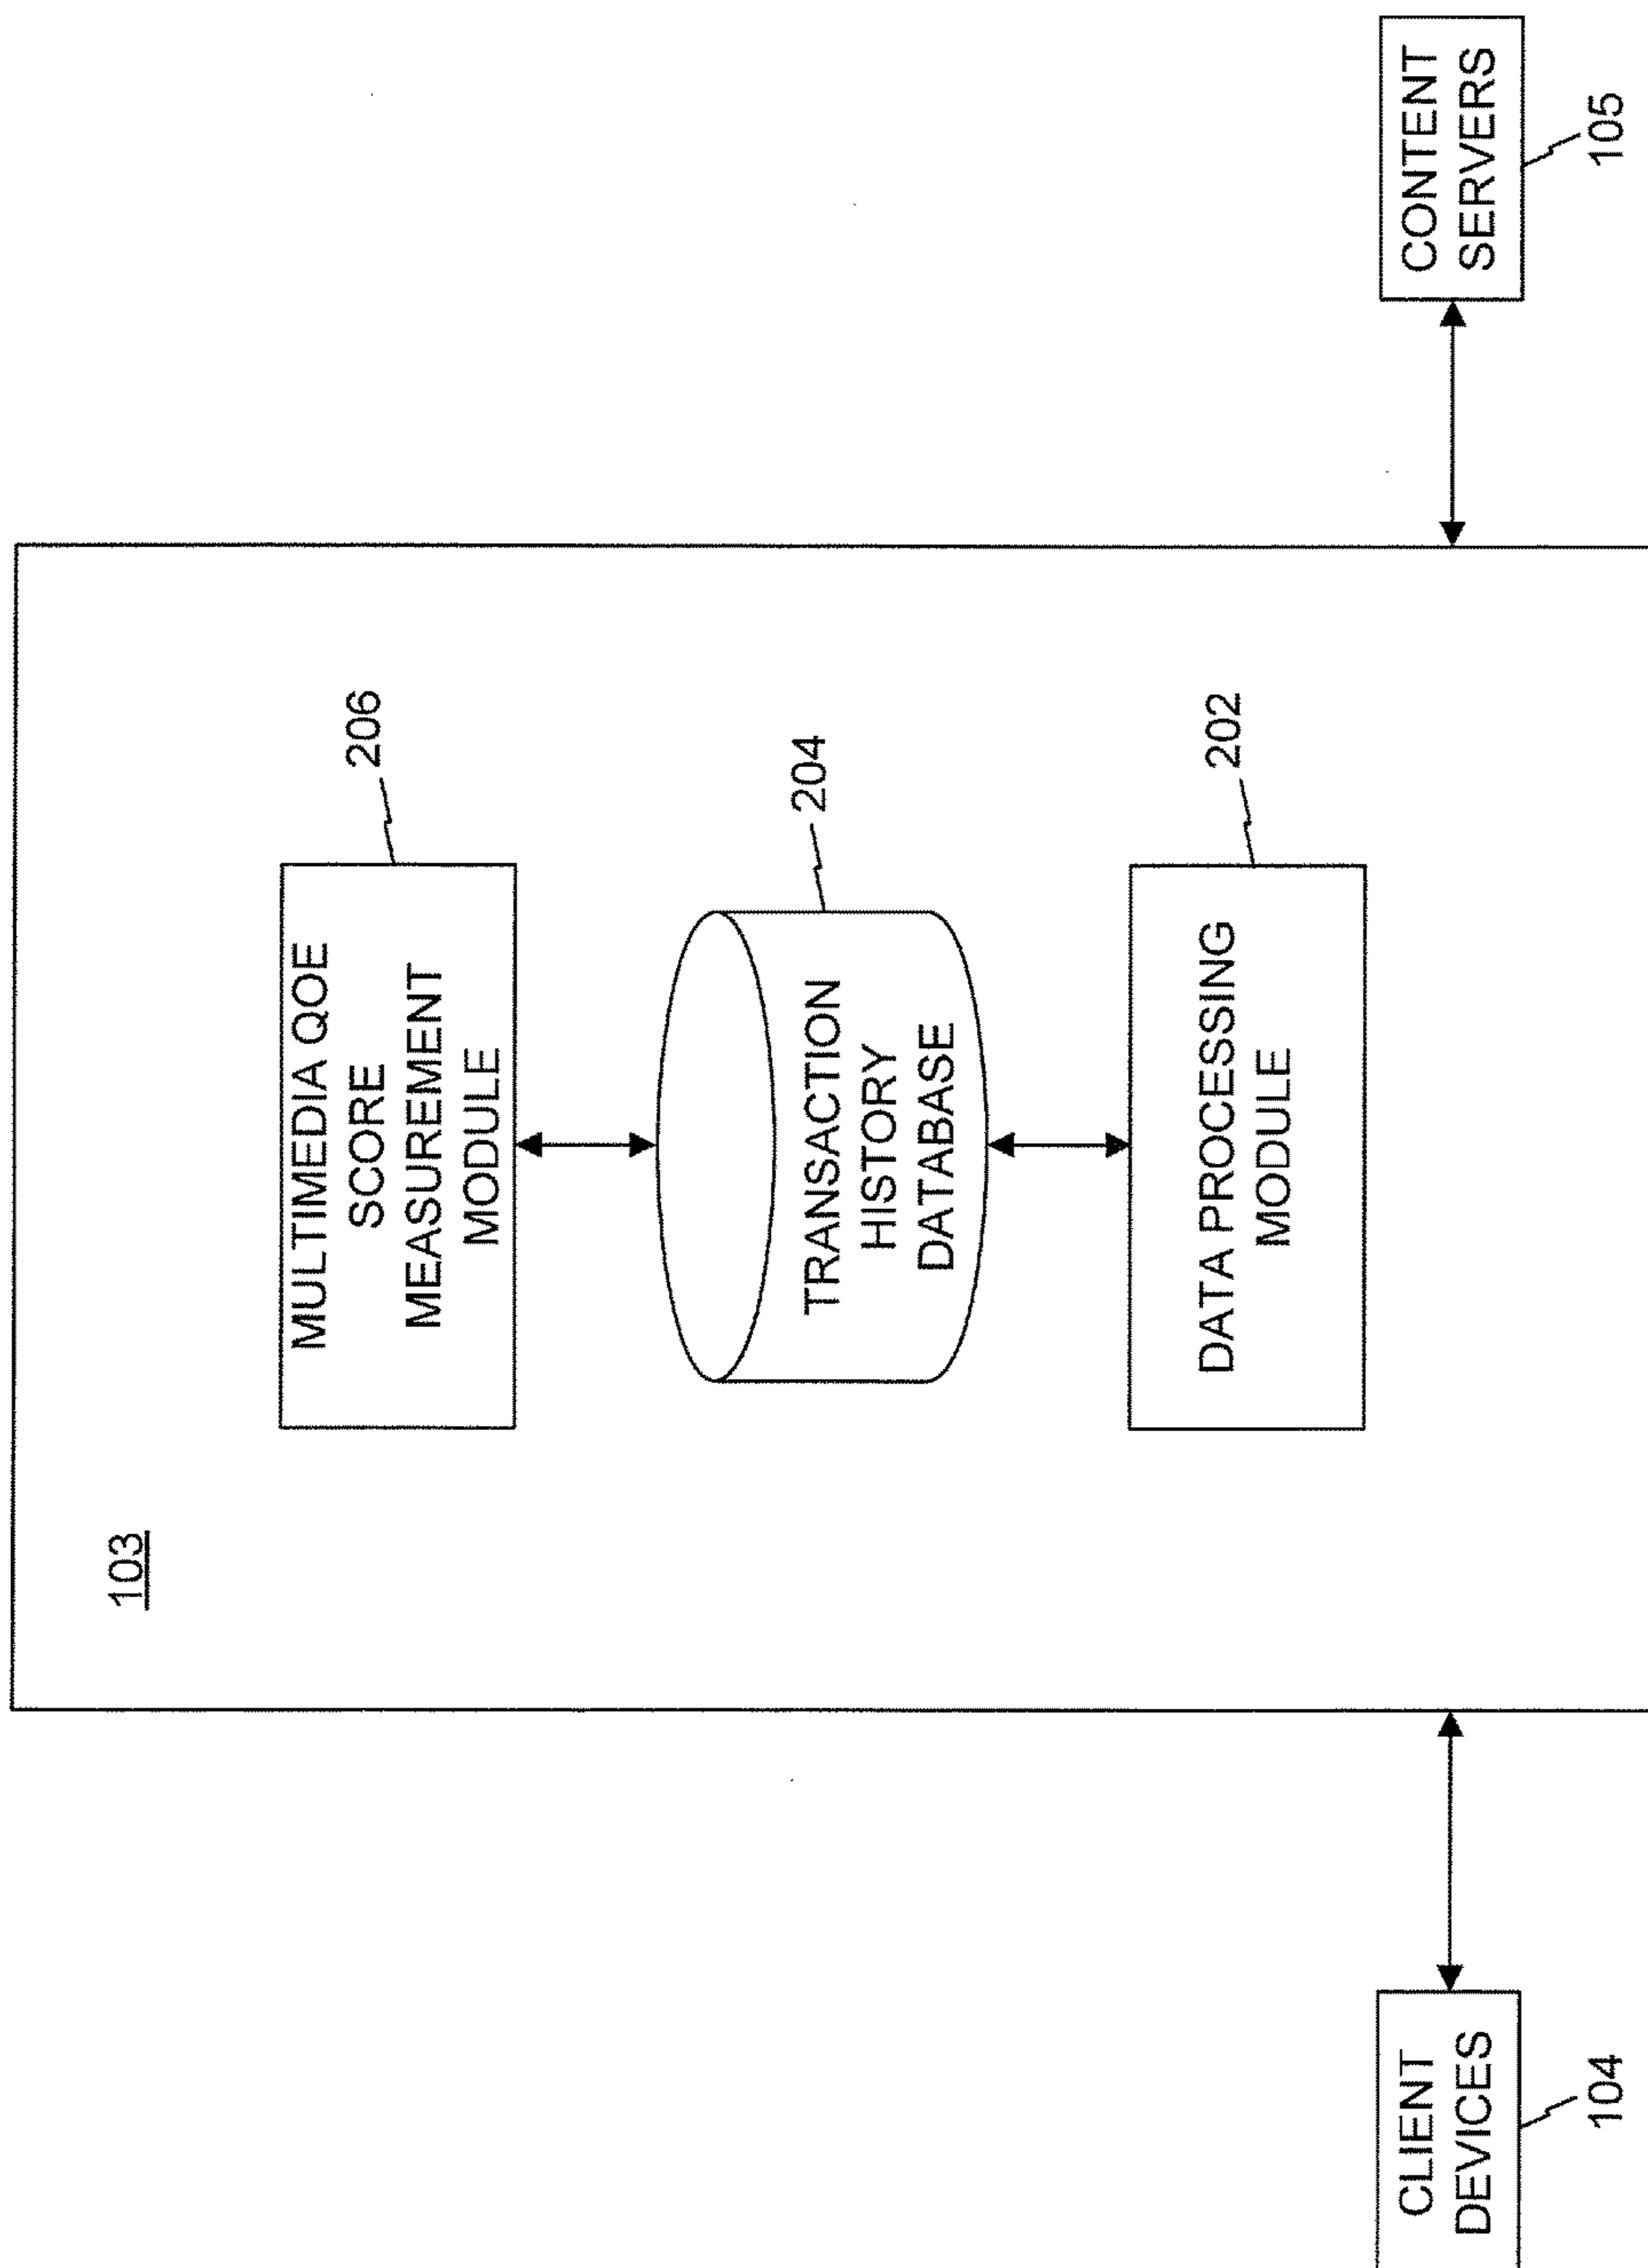 103
MULTIMEDIA QOE
SCORE
MEASUREMENT
MODULE
206
TRANSACTION
HISTORY
DATABASE
204
DATA PROCESSING
MODULE
202
CLIENT
DEVICES
104
CONTENT
SERVERS
105